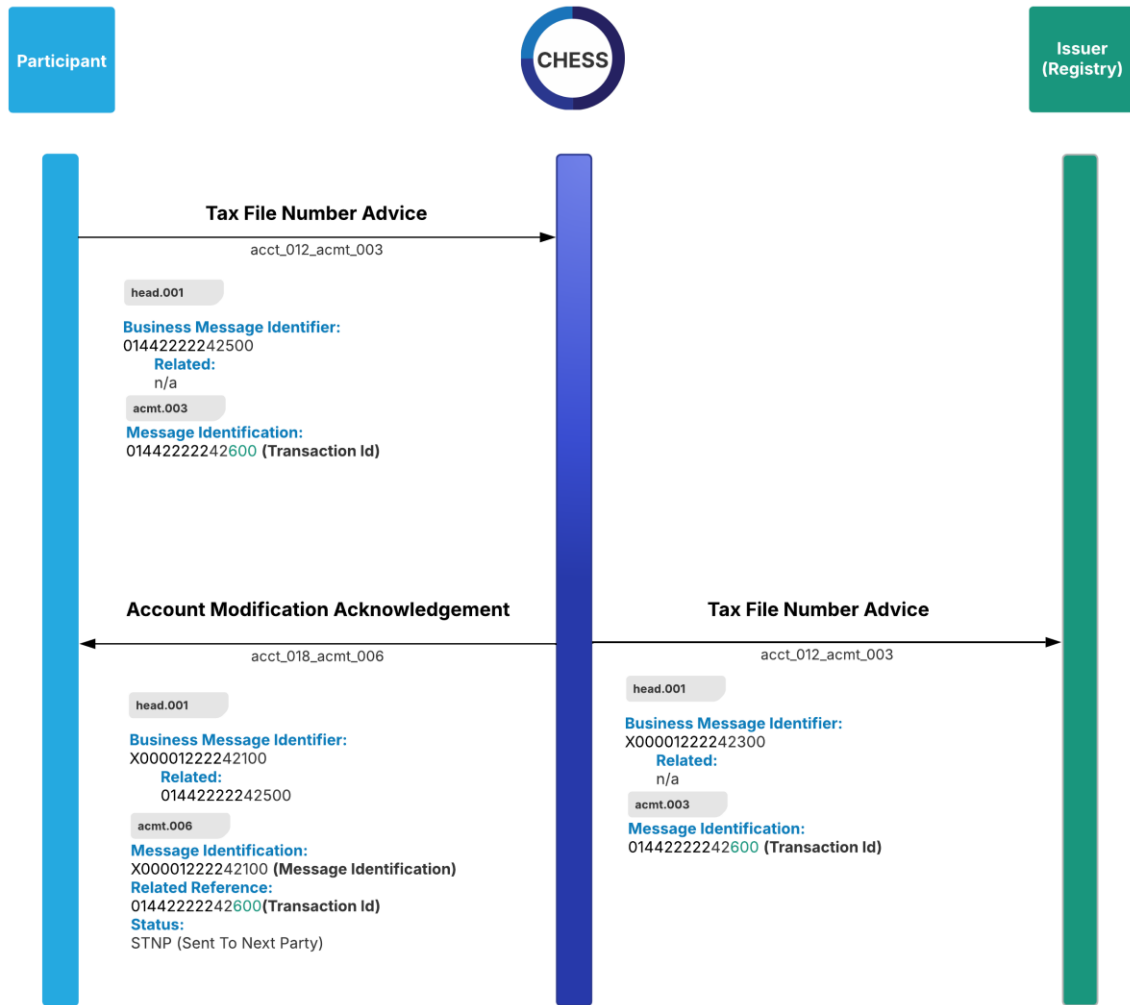 Participant
CHESS
Issuer
(Registry)
Tax File Number Advice
acct_012_acmt_003
head.001
Business Message Identifier:
01442222242500
Related:
n/a
acmt.003
Message Identification:
01442222242600 (Transaction Id)
Account Modification Acknowledgement
acct_018_acmt_006
head.001
Business Message Identifier:
X00001222242100
Related:
01442222242500
acmt.006
Message Identification:
X00001222242100 (Message Identification)
Related Reference:
01442222242600(Transaction Id)
Status:
STNP (Sent To Next Party)
Tax File Number Advice
acct_012_acmt_003
head.001
Business Message Identifier:
X00001222242300
Related:
n/a
acmt.003
Message Identification:
01442222242600 (Transaction Id)